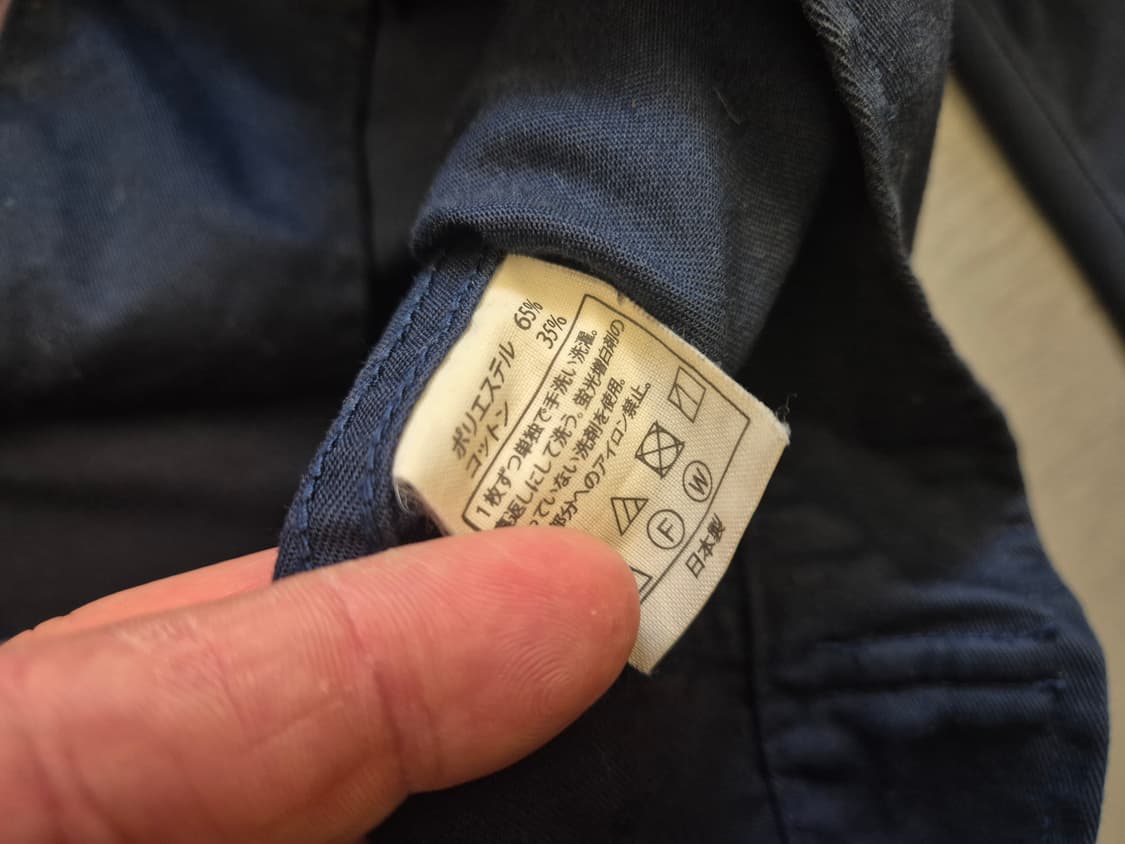 ポリエステル 65%
コットン 35%
1枚ずつ単独で手洗い洗濯。
返しにして洗う。蛍光増白剤の
っていない洗剤を使用。
部分へのアイロン禁止。
F
W
日本製